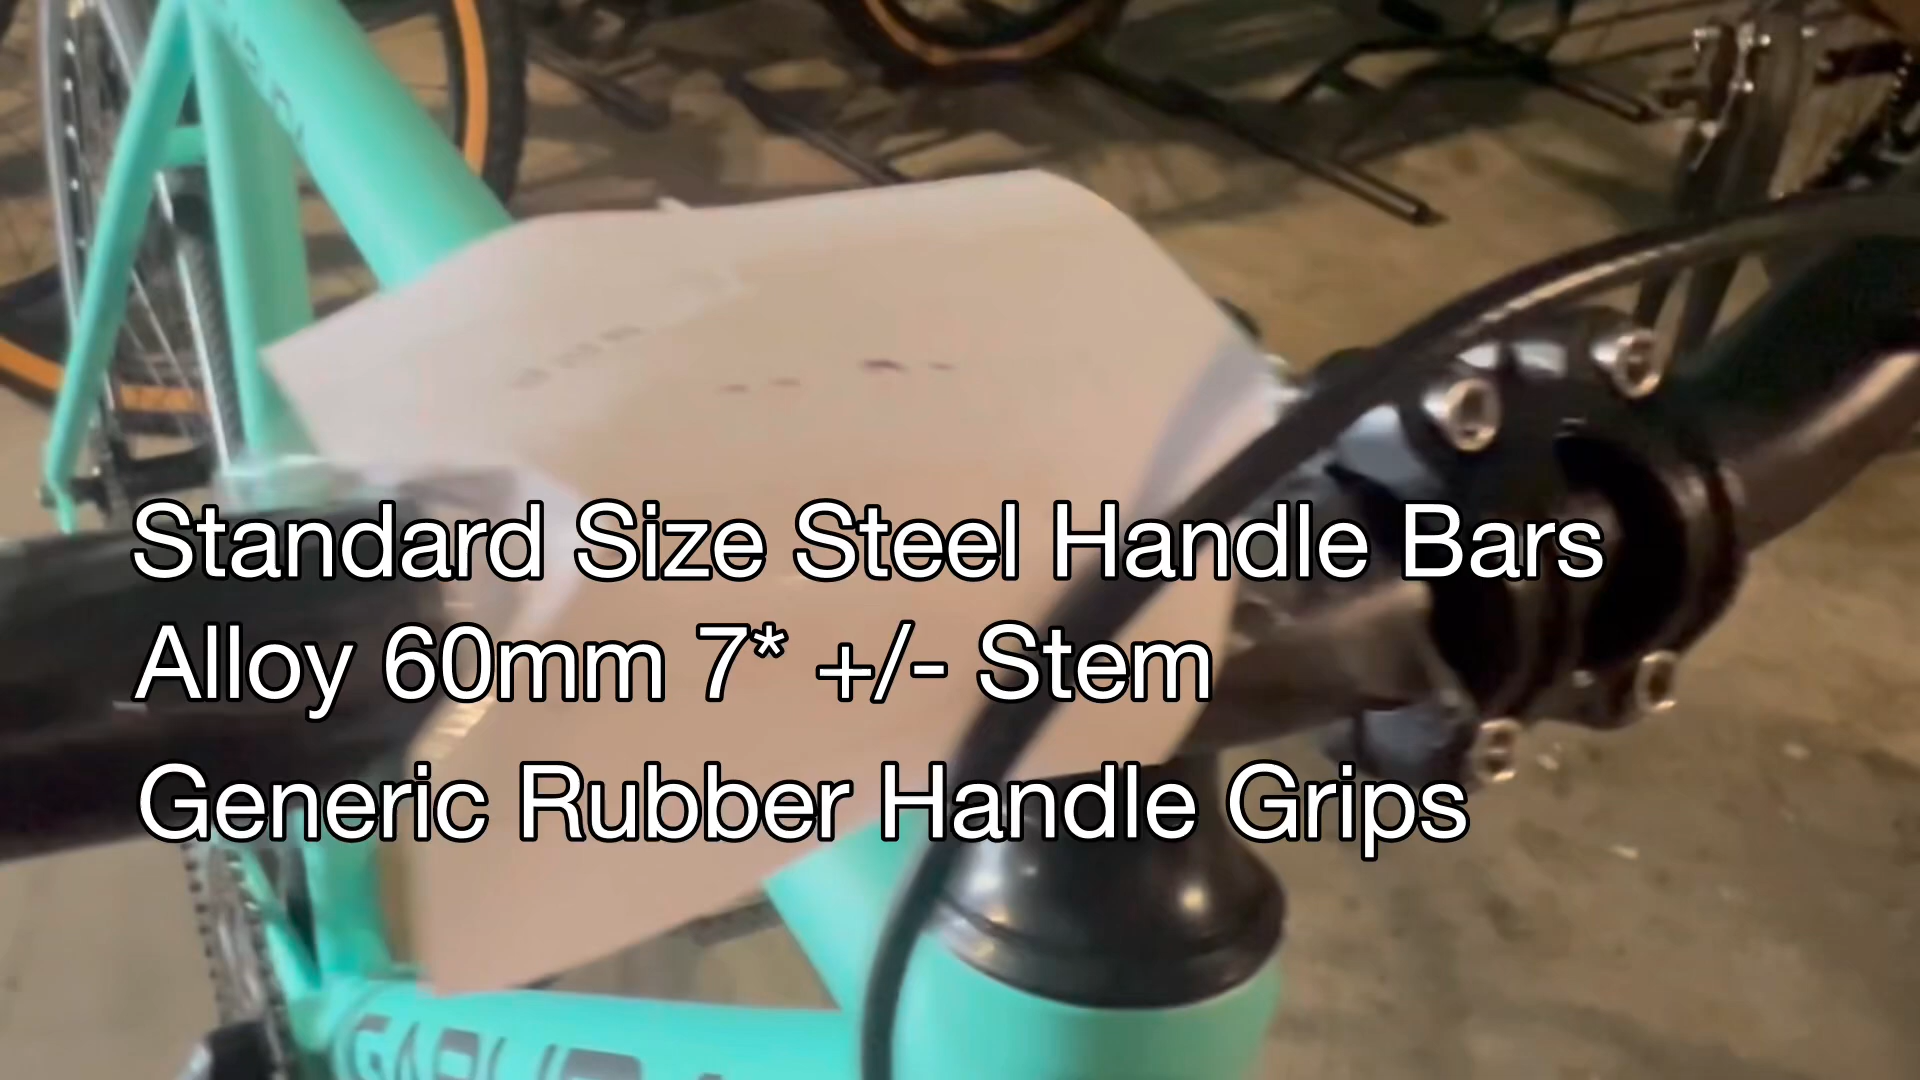 Standard Size Steel Handle Bars
Alloy 60mm 7* +/- Stem
Generic Rubber Handle Grips